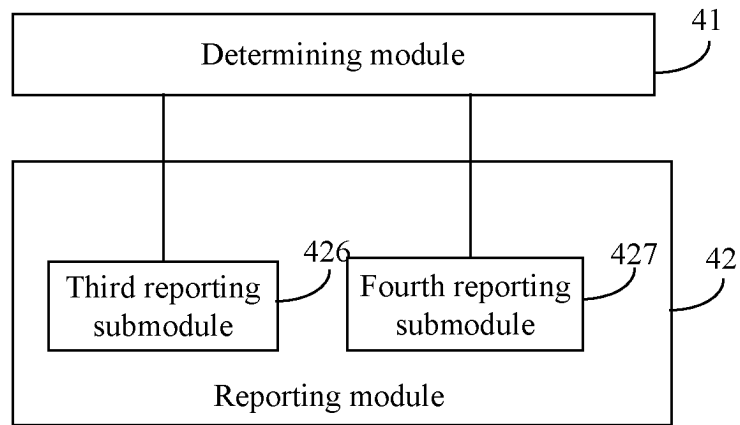 41
Determining module
426
427
42
Third reporting
submodule
Fourth reporting
submodule
Reporting module